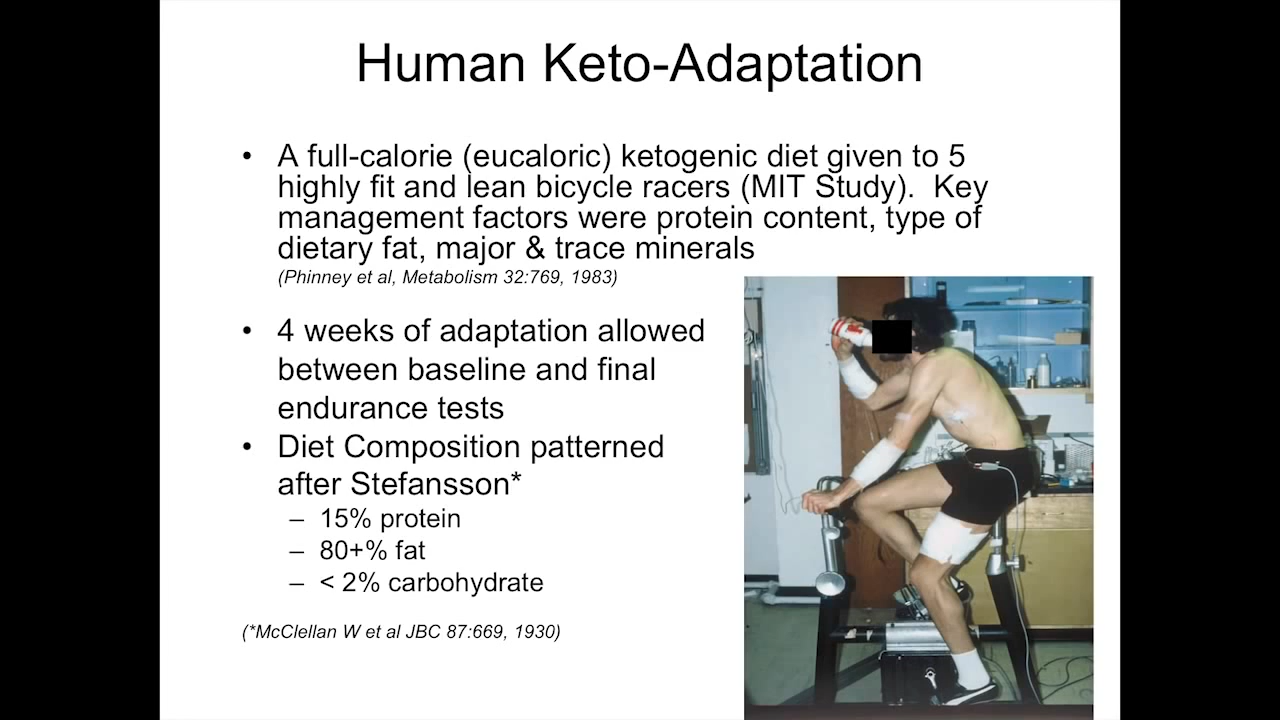 Human Keto-Adaptation
• A full-calorie (eucaloric) ketogenic diet given to 5
highly fit and lean bicycle racers (MIT Study).  Key
management factors were protein content, type of
dietary fat, major & trace minerals
(Phinney et al, Metabolism 32:769, 1983)
• 4 weeks of adaptation allowed
between baseline and final
endurance tests
• Diet Composition patterned
after Stefansson*
– 15% protein
– 80+% fat
– < 2% carbohydrate
(*McClellan W et al JBC 87:669, 1930)